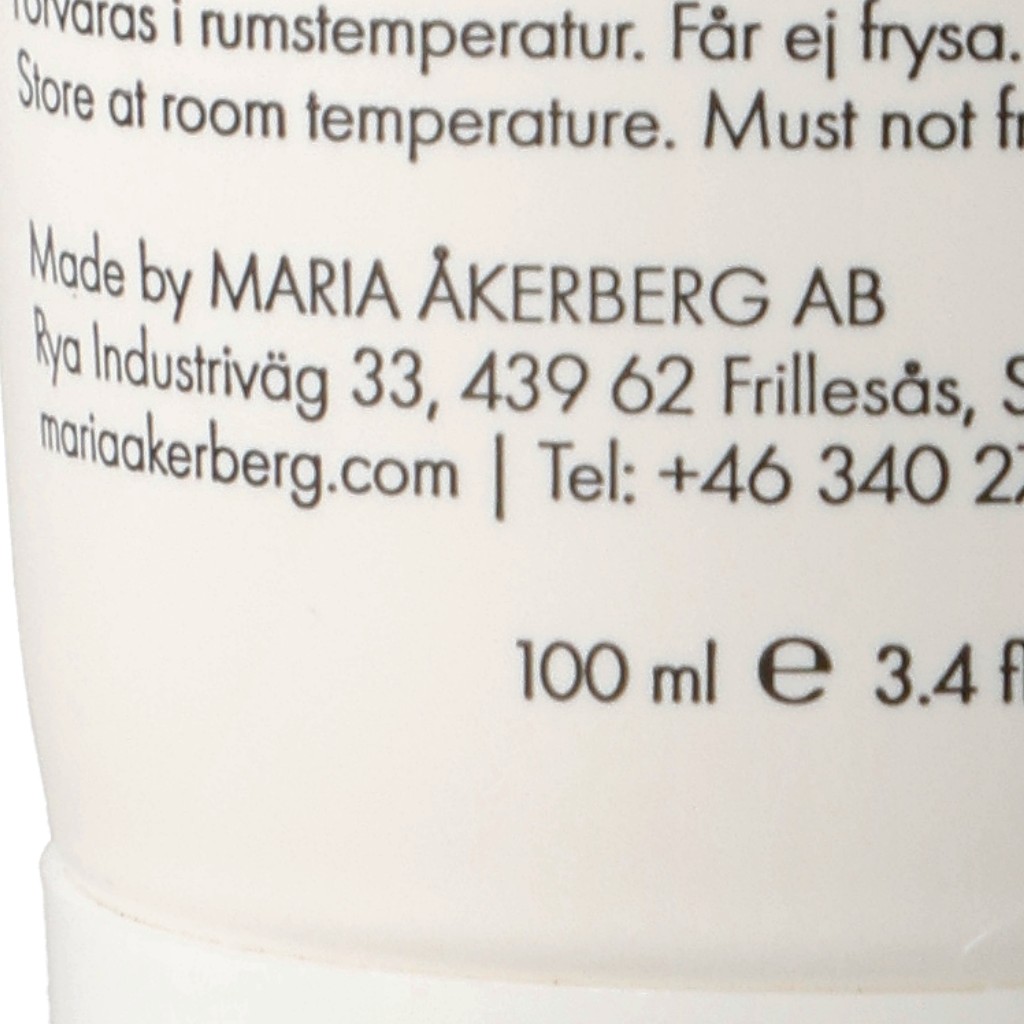 i rumstemperatur. Får ej frysa.
Store at room temperature. Must not
Made by MARIA ÅKERBERG AB
Rya Industriväg 33, 439 62 Frillesås,
mariaakerberg.com | Tel: +46 340
100 ml e 3.4